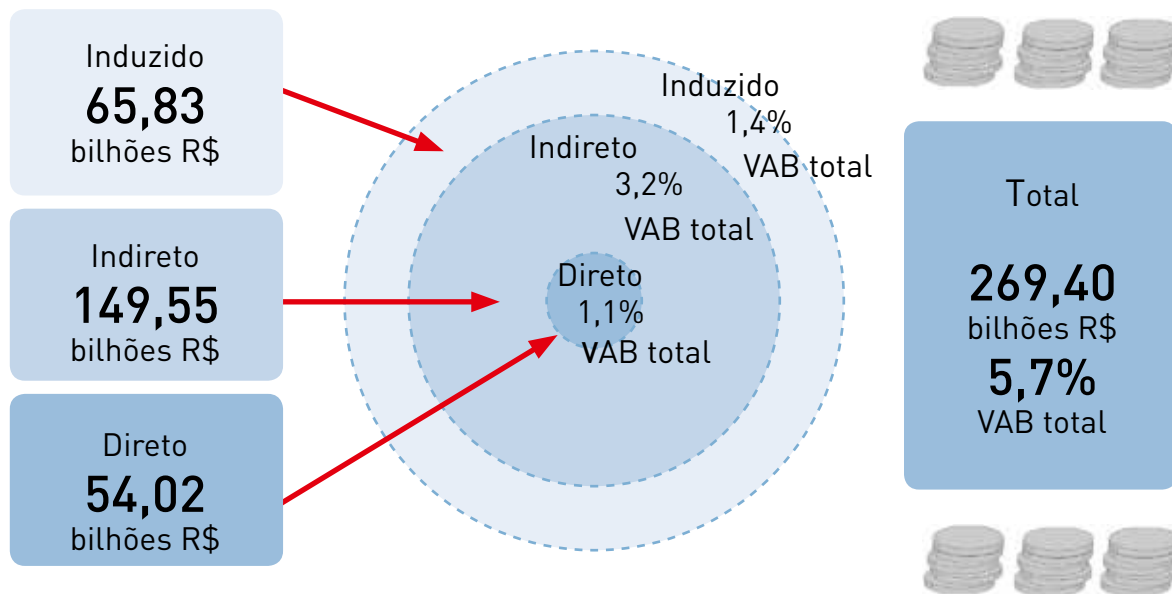 Induzido
65,83
bilhões R$
Indireto
149,55
bilhões R$
Direto
54,02
bilhões R$
Induzido
1,4%
VAB total
Indireto
3,2%
VAB total
Direto
1,1%
VAB total
Total
269,40
bilhões R$
5,7%
VAB total